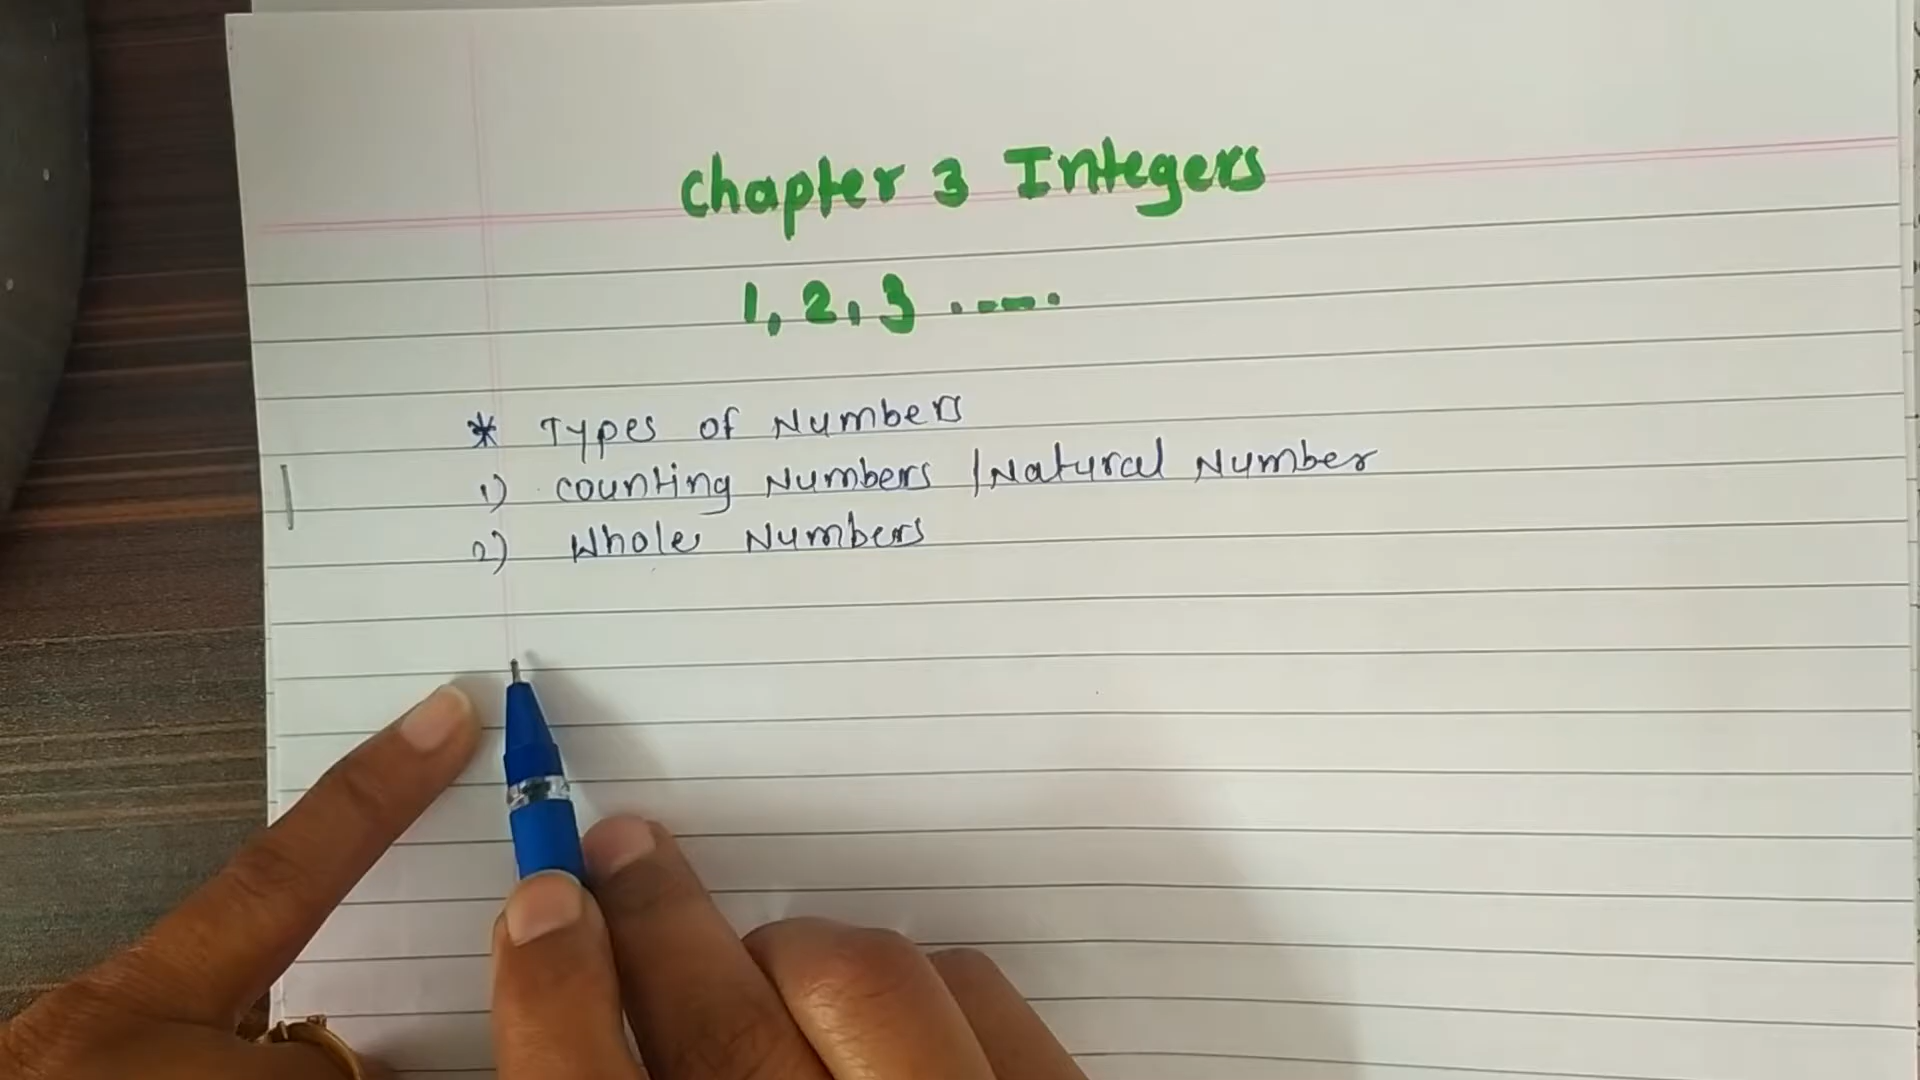 Chapter 3 Integers
1, 2, 3 .....
* Types of Numbers
1) Counting Numbers / Natural Number
2) Whole Numbers